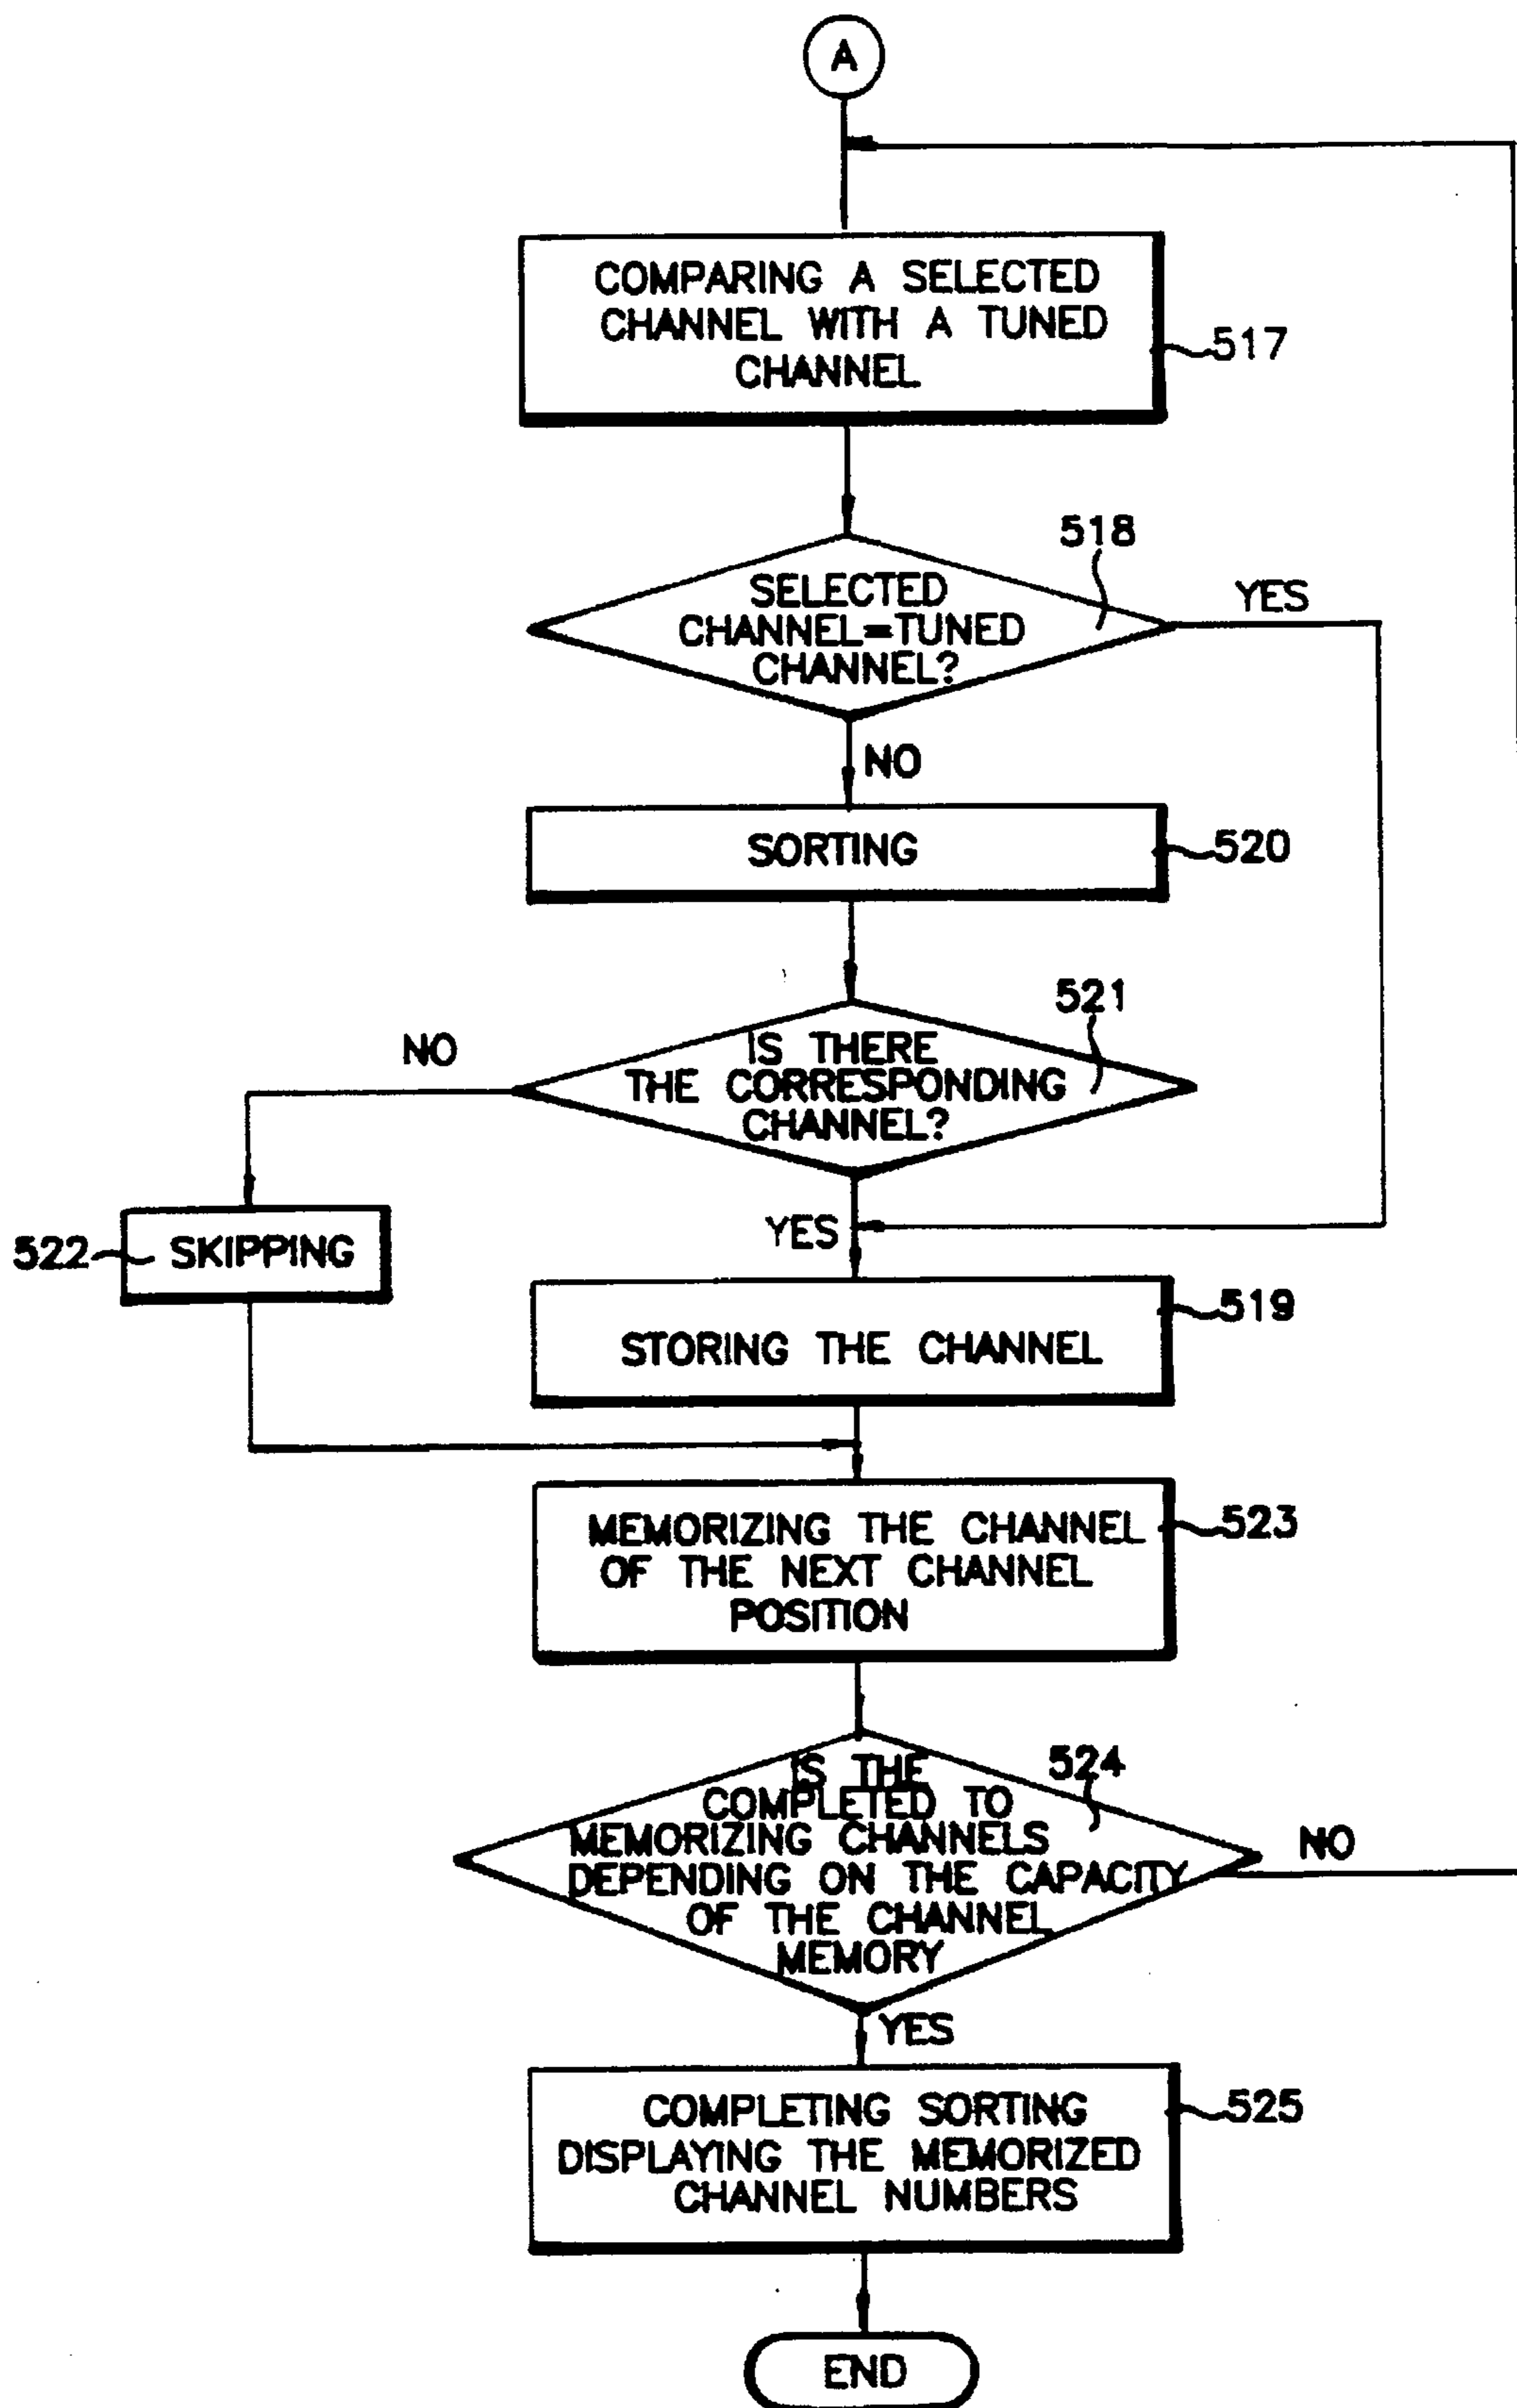 A
COMPARING A SELECTED
CHANNEL WITH A TUNED
CHANNEL
517
518
SELECTED
CHANNEL=TUNED
CHANNEL?
YES
NO
SORTING
520
521
NO
IS THERE
THE CORRESPONDING
CHANNEL?
YES
522
SKIPPING
519
STORING THE CHANNEL
MEMORIZING THE CHANNEL
OF THE NEXT CHANNEL
POSITION
523
524
IS THE
COMPLETED TO
MEMORIZING CHANNELS
DEPENDING ON THE CAPACITY
OF THE CHANNEL
MEMORY
NO
YES
COMPLETING SORTING
DISPLAYING THE MEMORIZED
CHANNEL NUMBERS
525
END